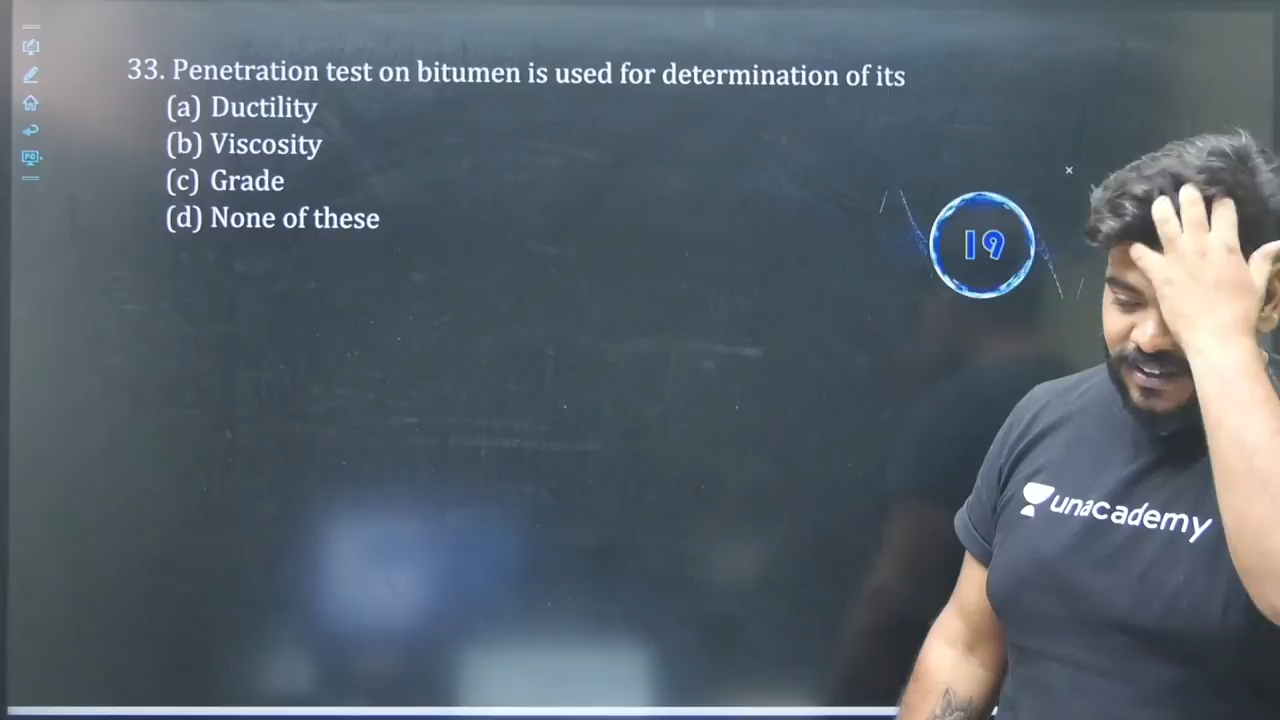 33. Penetration test on bitumen is used for determination of its
(a) Ductility
(b) Viscosity
(c) Grade
(d) None of these
19
unacademy
PC